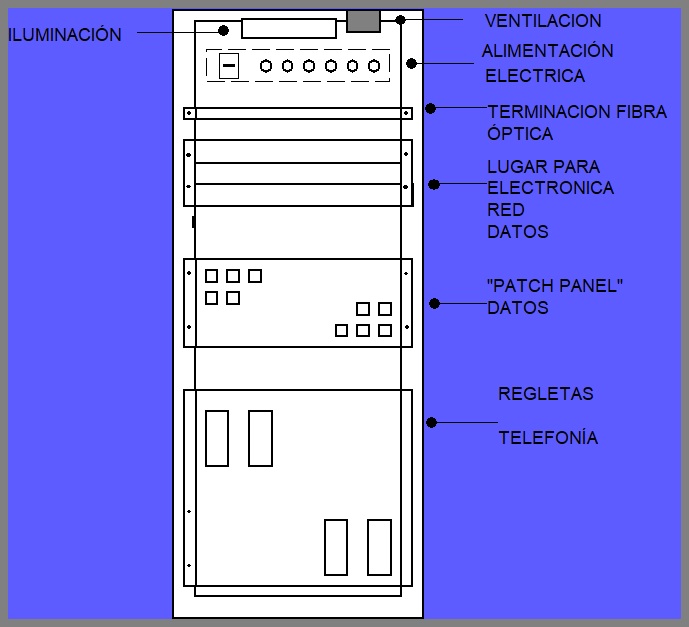 ILUMINACIÓN
VENTILACION
ALIMENTACIÓN
ELECTRICA
TERMINACION FIBRA
ÓPTICA
LUGAR PARA
ELECTRONICA
RED
DATOS
"PATCH PANEL"
DATOS
REGLETAS
TELEFONÍA